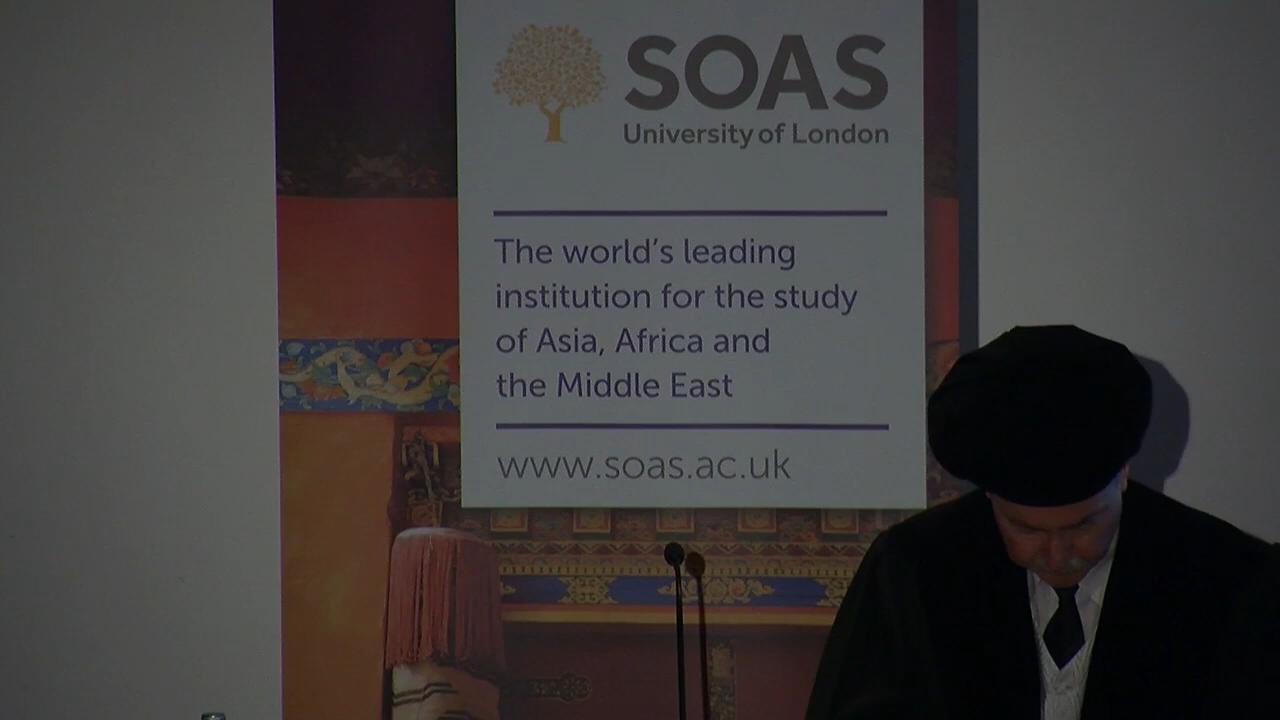 SOAS
University of London
The world's leading
institution for the study
of Asia, Africa and
the Middle East
www.soas.ac.uk